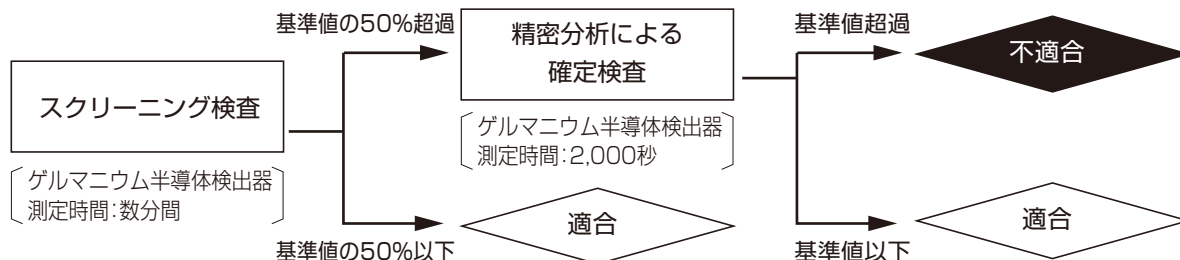 基準値の50%超過
精密分析による
確定検査
基準値超過
不適合
スクリーニング検査
ゲルマニウム半導体検出器
測定時間:数分間
ゲルマニウム半導体検出器
測定時間:2,000秒
基準値の50%以下
適合
基準値以下
適合